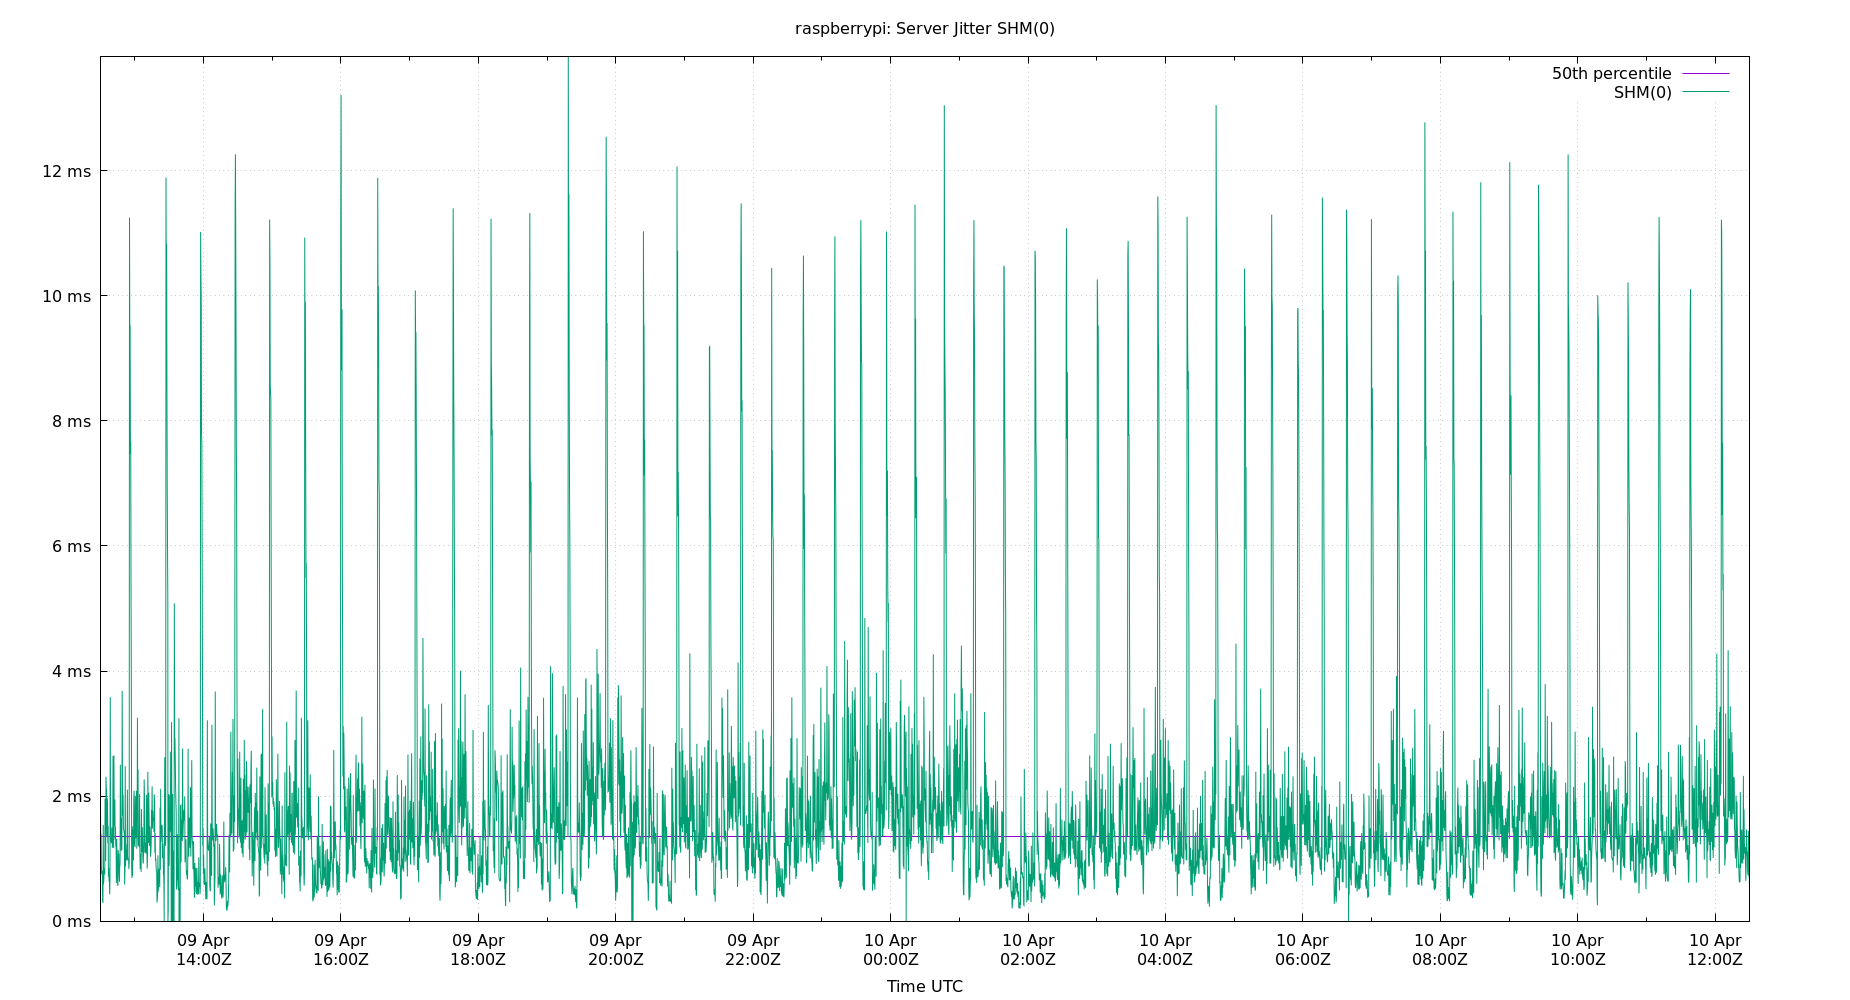 raspberrypi: Server Jitter SHM(0)
50th percentile
SHM(0)
12 ms
10 ms
8 ms
6 ms
4 ms
2 ms
0 ms
09 Apr 09 Apr 09 Apr 09 Apr 09 Apr 10 Apr 10 Apr 10 Apr 10 Apr 10 Apr 10 Apr 10 Apr
14:00Z 16:00Z 18:00Z 20:00Z 22:00Z 00:00Z 02:00Z 04:00Z 06:00Z 08:00Z 10:00Z 12:00Z
Time UTC